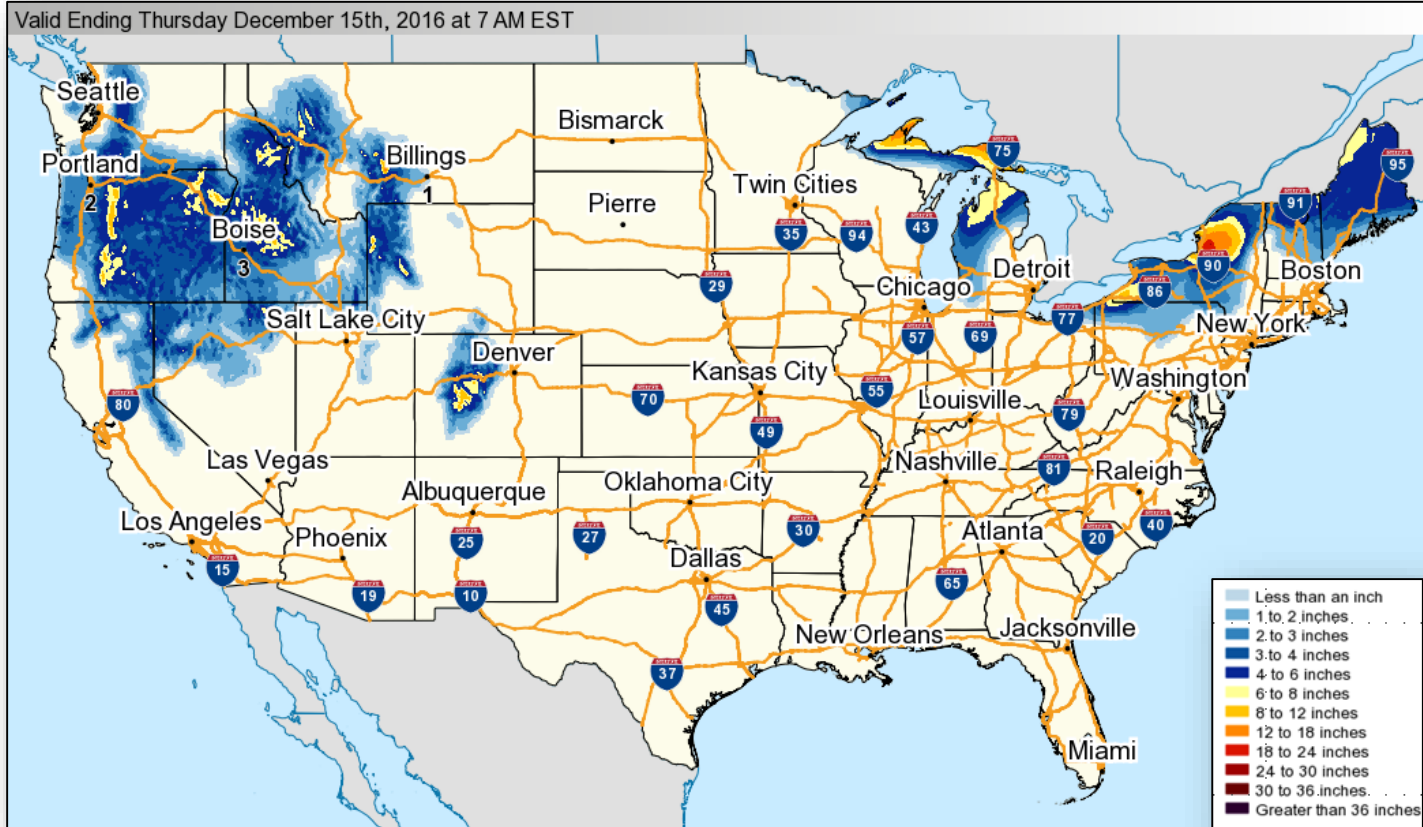 Valid Ending Thursday December 15th, 2016 at 7 AM EST
Seattle
Portland
2
Boise
3
Billings
1
Bismarck
Pierre
Twin Cities
75
95
91
35
94
43
90
86
29
Chicago
Detroit
Boston
77
New York
Salt Lake City
57
69
Denver
Kansas City
Washington
80
70
55
Louisville
79
49
Las Vegas
Nashville
81
Raleigh
Albuquerque
Oklahoma City
Los Angeles
Phoenix
25
27
30
Atlanta
20
40
15
Dallas
65
19
10
45
New Orleans
Jacksonville
37
Miami
Less than an inch
1 to 2 inches
2 to 3 inches
3 to 4 inches
4 to 6 inches
6 to 8 inches
8 to 12 inches
12 to 18 inches
18 to 24 inches
24 to 30 inches
30 to 36 inches
Greater than 36 inches